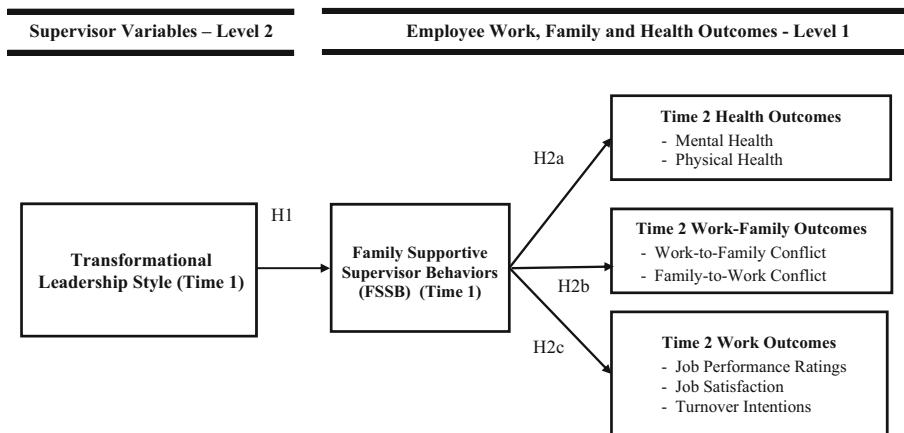 Supervisor Variables – Level 2
Employee Work, Family and Health Outcomes - Level 1
Transformational
Leadership Style (Time 1)
H1
Family Supportive
Supervisor Behaviors
(FSSB) (Time 1)
H2a
H2b
H2c
Time 2 Health Outcomes
- Mental Health
- Physical Health
Time 2 Work-Family Outcomes
- Work-to-Family Conflict
- Family-to-Work Conflict
Time 2 Work Outcomes
- Job Performance Ratings
- Job Satisfaction
- Turnover Intentions